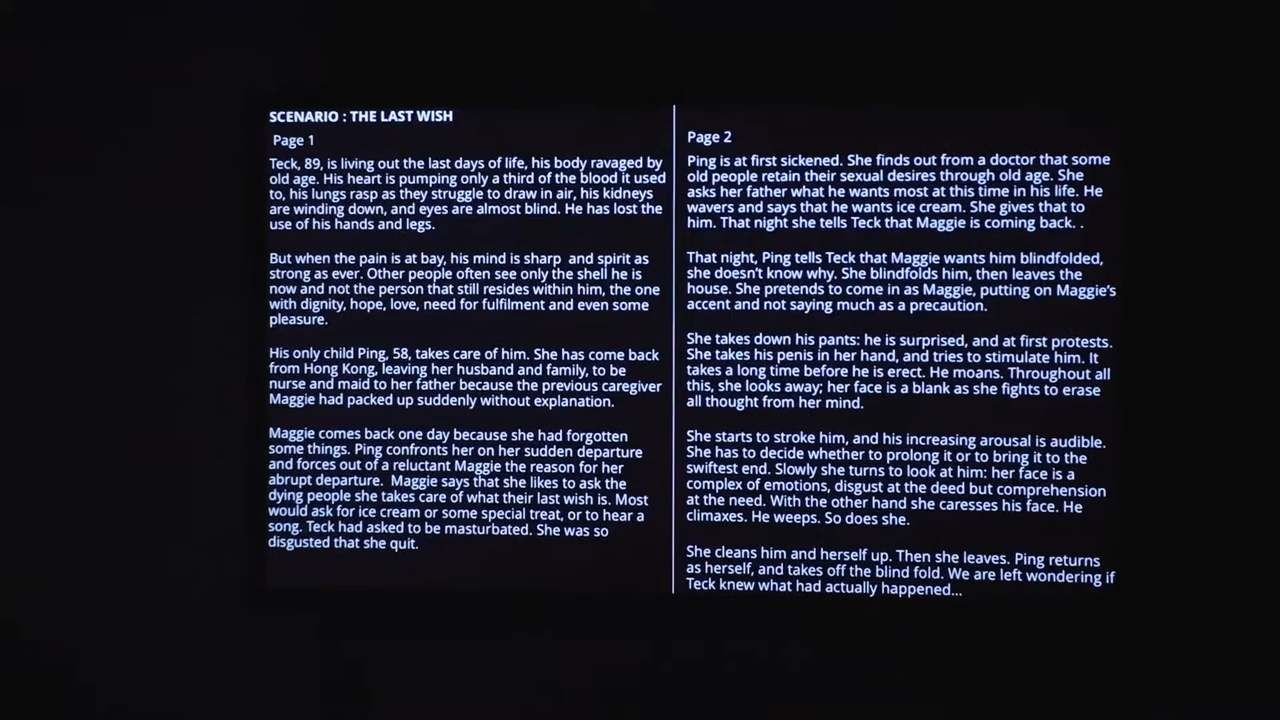 SCENARIO : THE LAST WISH
Page 1
Teck, 89, is living out the last days of life, his body ravaged by
old age. His heart is pumping only a third of the blood it used
to, his lungs rasp as they struggle to draw in air, his kidneys
are winding down, and eyes are almost blind. He has lost the
use of his hands and legs.
But when the pain is at bay, his mind is sharp and spirit as
strong as ever. Other people often see only the shell he is
now and not the person that still resides within him, the one
with dignity, hope, love, need for fulfilment and even some
pleasure.
His only child Ping, 58, takes care of him. She has come back
from Hong Kong, leaving her husband and family, to be
nurse and maid to her father because the previous caregiver
Maggie had packed up suddenly without explanation.
Maggie comes back one day because she had forgotten
some things. Ping confronts her on her sudden departure
and forces out of a reluctant Maggie the reason for her
abrupt departure. Maggie says that she likes to ask the
dying people she takes care of what their last wish is. Most
would ask for ice cream or some special treat, or to hear a
song. Teck had asked to be masturbated. She was so
disgusted that she quit.
Page 2
Ping is at first sickened. She finds out from a doctor that some
old people retain their sexual desires through old age. She
asks her father what he wants most at this time in his life. He
wavers and says that he wants ice cream. She gives that to
him. That night she tells Teck that Maggie is coming back. .
That night, Ping tells Teck that Maggie wants him blindfolded,
she doesn't know why. She blindfolds him, then leaves the
house. She pretends to come in as Maggie, putting on Maggie's
accent and not saying much as a precaution.
She takes down his pants: he is surprised, and at first protests.
She takes his penis in her hand, and tries to stimulate him. It
takes a long time before he is erect. He moans. Throughout all
this, she looks away; her face is a blank as she fights to erase
all thought from her mind.
She starts to stroke him, and his increasing arousal is audible.
She has to decide whether to prolong it or to bring it to the
swiftest end. Slowly she turns to look at him: her face is a
complex of emotions, disgust at the deed but comprehension
at the need. With the other hand she caresses his face. He
climaxes. He weeps. So does she.
She cleans him and herself up. Then she leaves. Ping returns
as herself, and takes off the blind fold. We are left wondering if
Teck knew what had actually happened...